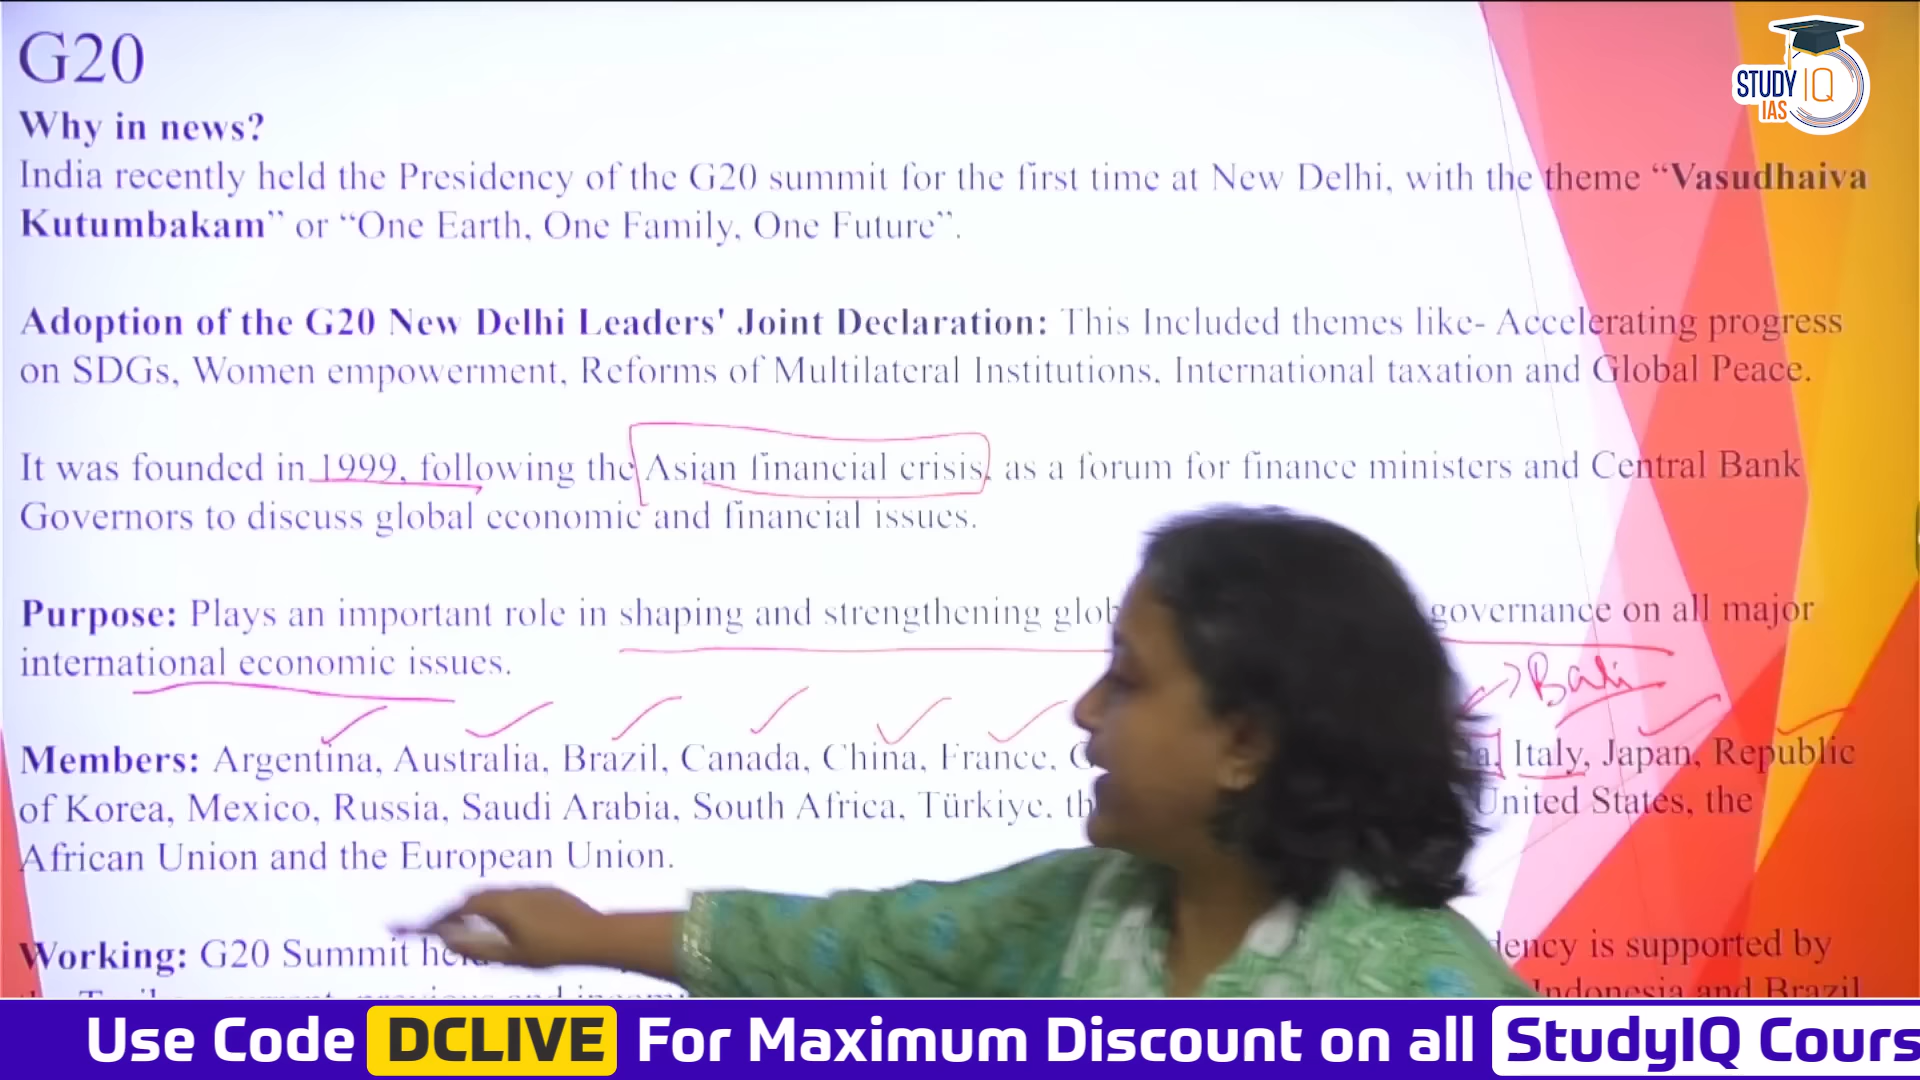 G20
STUDY IQ
IAS
Why in news?
India recently held the Presidency of the G20 summit for the first time at New Delhi, with the theme “Vasudhaiva
Kutumbakam” or “One Earth, One Family, One Future”.
Adoption of the G20 New Delhi Leaders' Joint Declaration: This Included themes like- Accelerating progress
on SDGs, Women empowerment, Reforms of Multilateral Institutions, International taxation and Global Peace.
It was founded in 1999, following the Asian financial crisis, as a forum for finance ministers and Central Bank
Governors to discuss global economic and financial issues.
Purpose: Plays an important role in shaping and strengthening glob governance on all major
international economic issues.
Bali
Members: Argentina, Australia, Brazil, Canada, China, France, G a, Italy, Japan, Republic
of Korea, Mexico, Russia, Saudi Arabia, South Africa, Türkiye, th United States, the
African Union and the European Union.
Working: G20 Summit he dency is supported by
Indonesia and Brazil
Use Code DCLIVE For Maximum Discount on all StudyIQ Cours